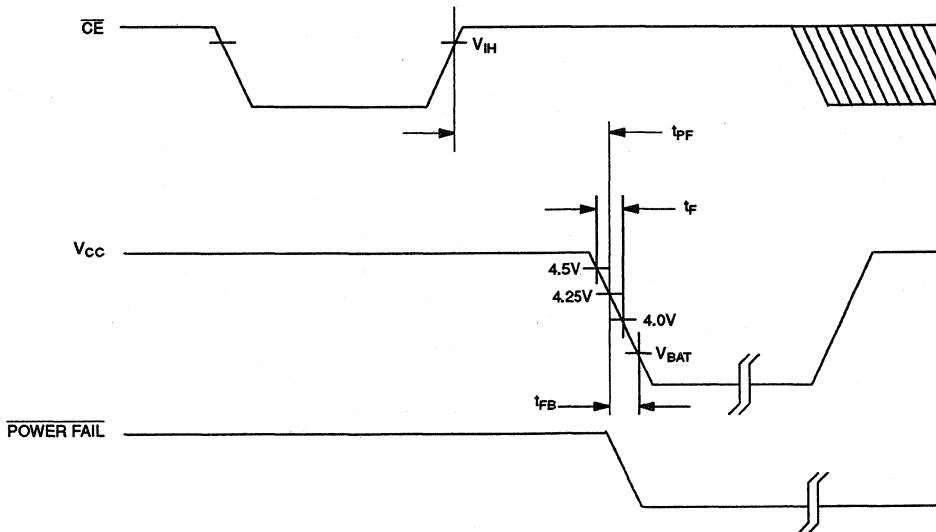 CE
VIH
tPF
tF
VCC
4.5V
4.25V
4.0V
VBAT
tFB
POWER FAIL